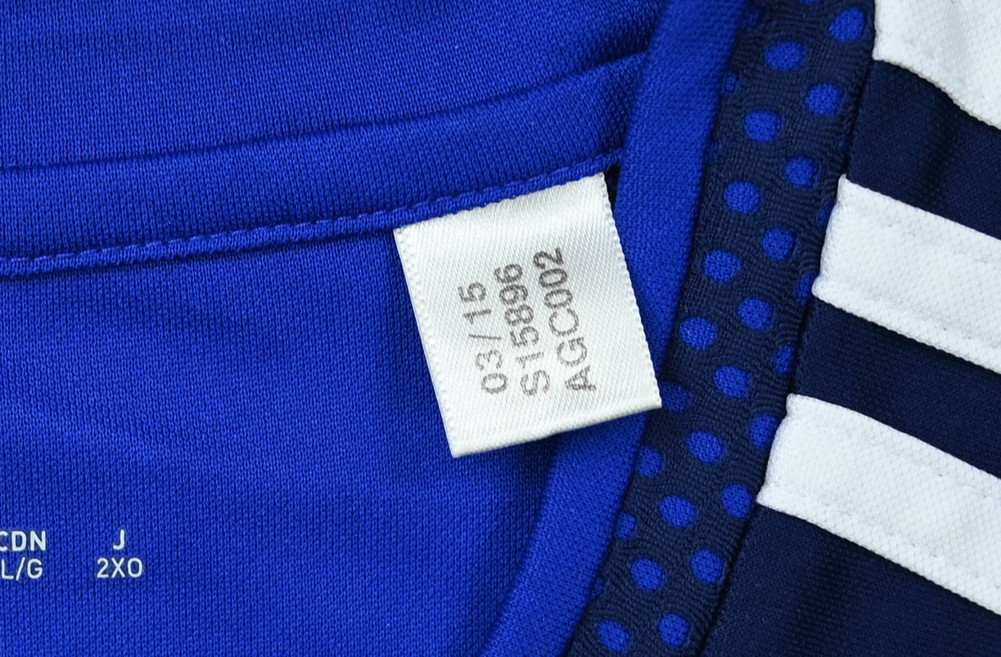 03/15
S15896
AGC002
CDN J
L/G 2XO